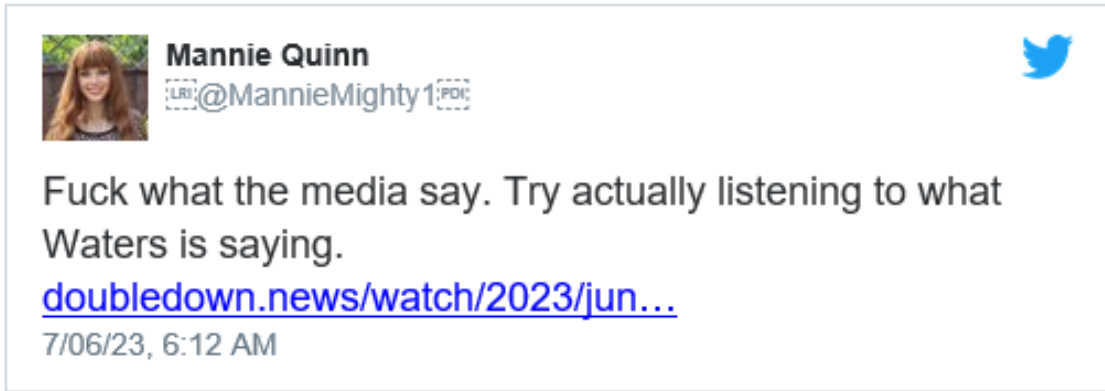 Mannie Quinn
@MannieMighty1
Fuck what the media say. Try actually listening to what
Waters is saying.
doubledown.news/watch/2023/jun…
7/06/23, 6:12 AM